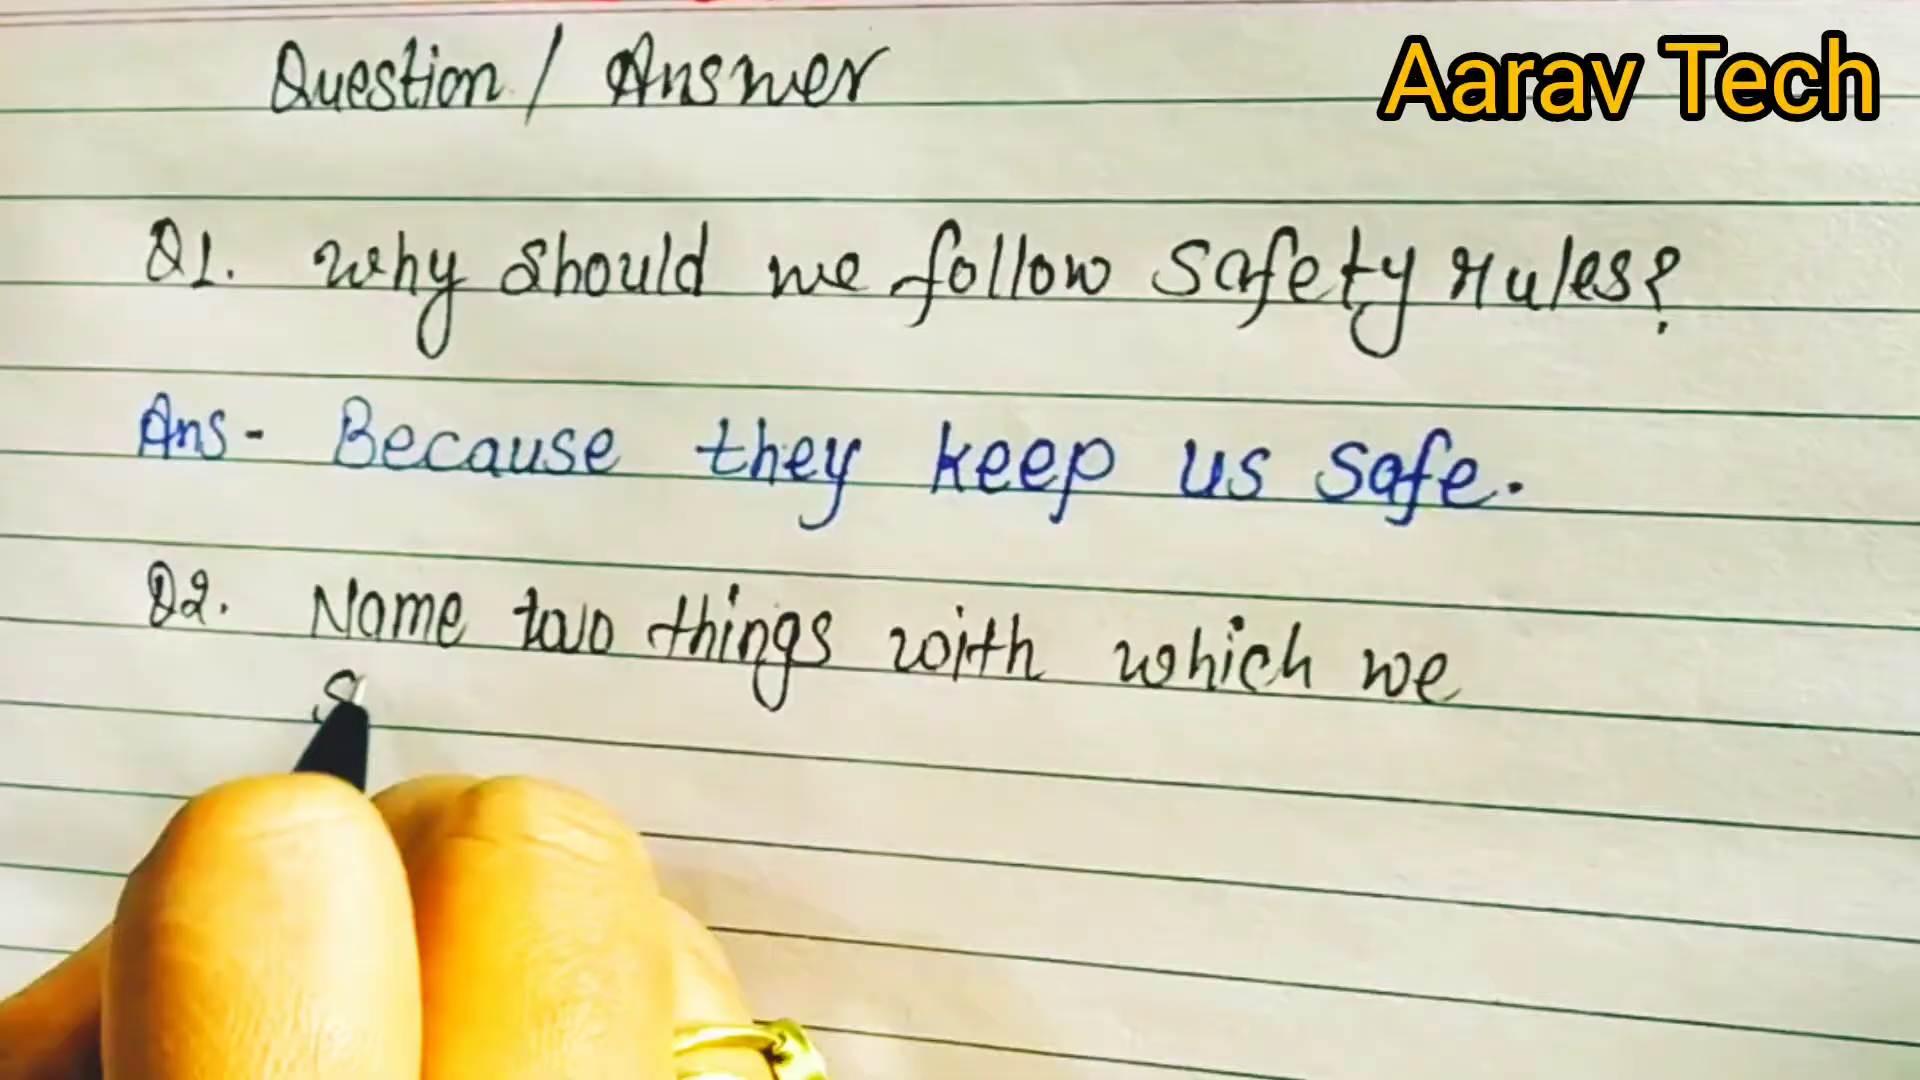 Question / Answer
Aarav Tech
Q1. Why should we follow safety rules?
Ans- Because they keep us safe.
Q2. Name two things with which we
s